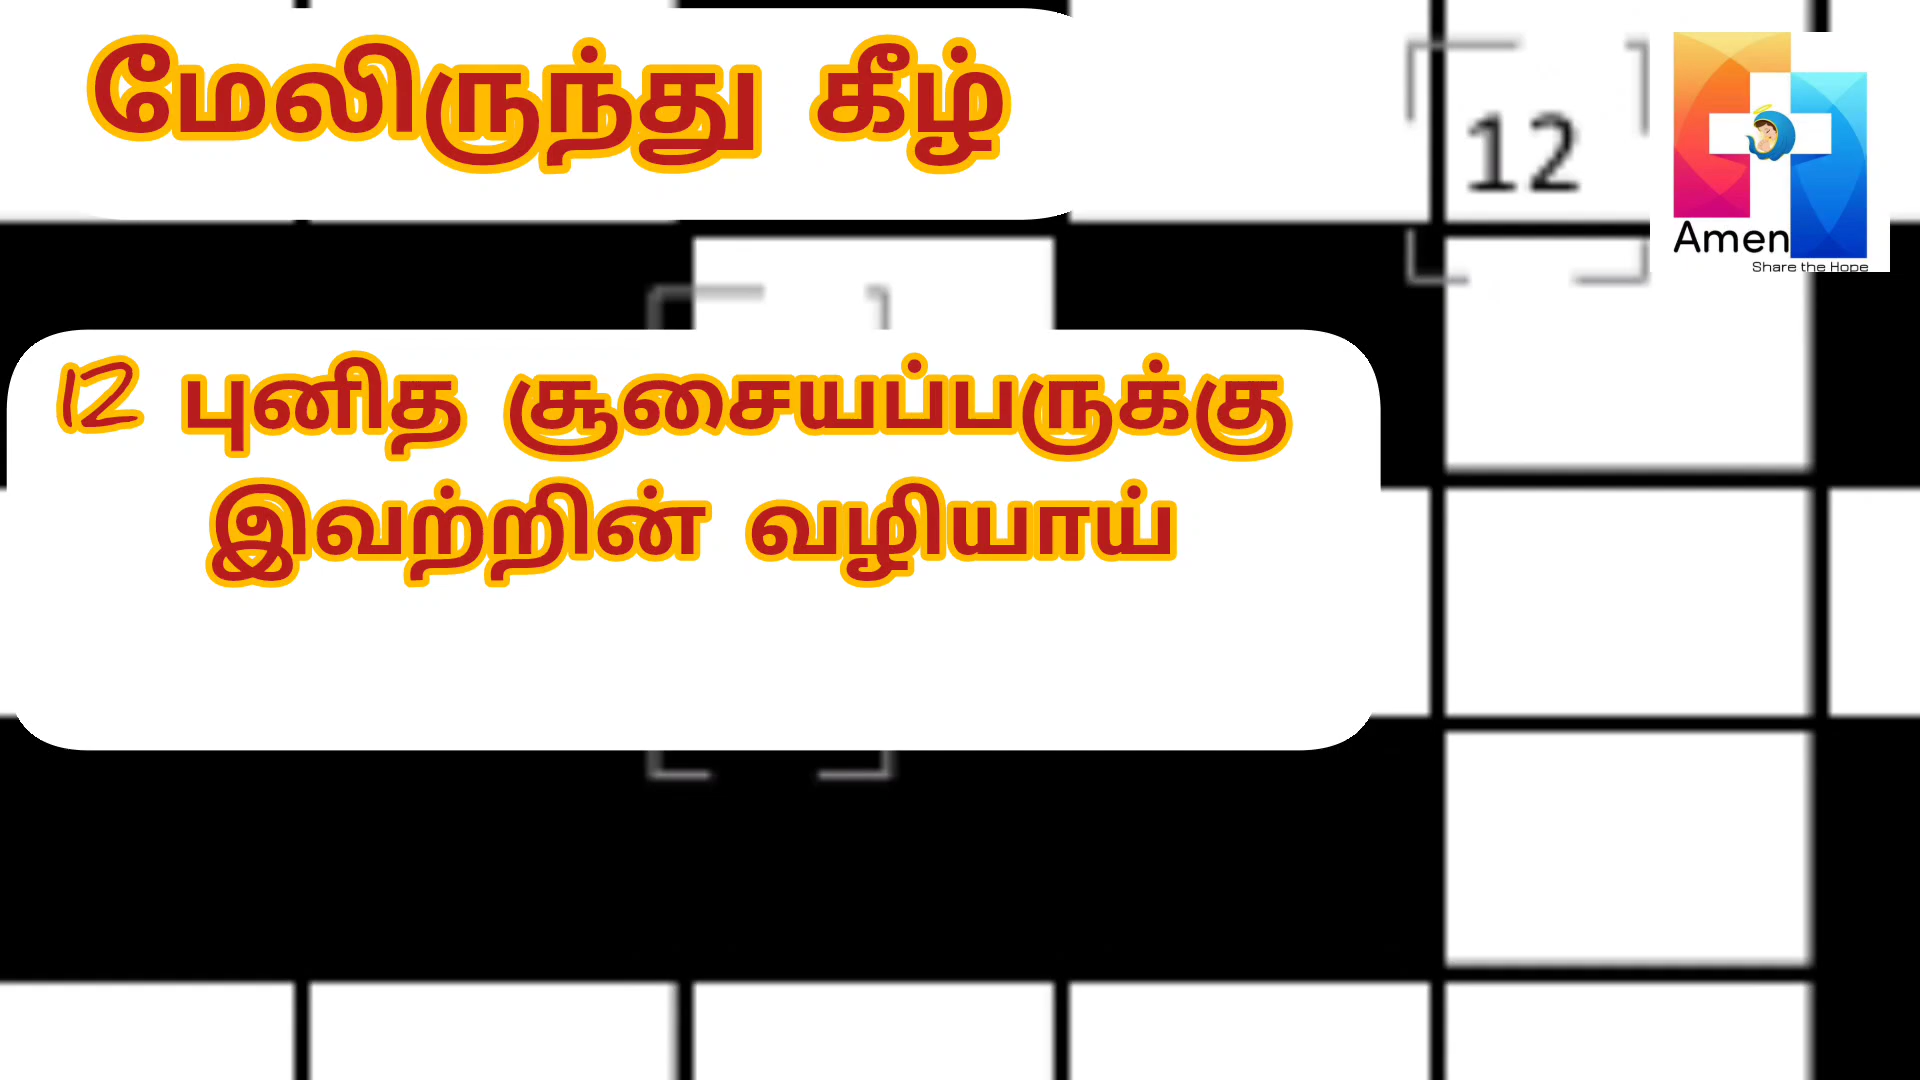 மேலிருந்து கீழ்
12
Amen
Share the Hope
12 புனித சூசையப்பருக்கு
இவற்றின் வழியாய்